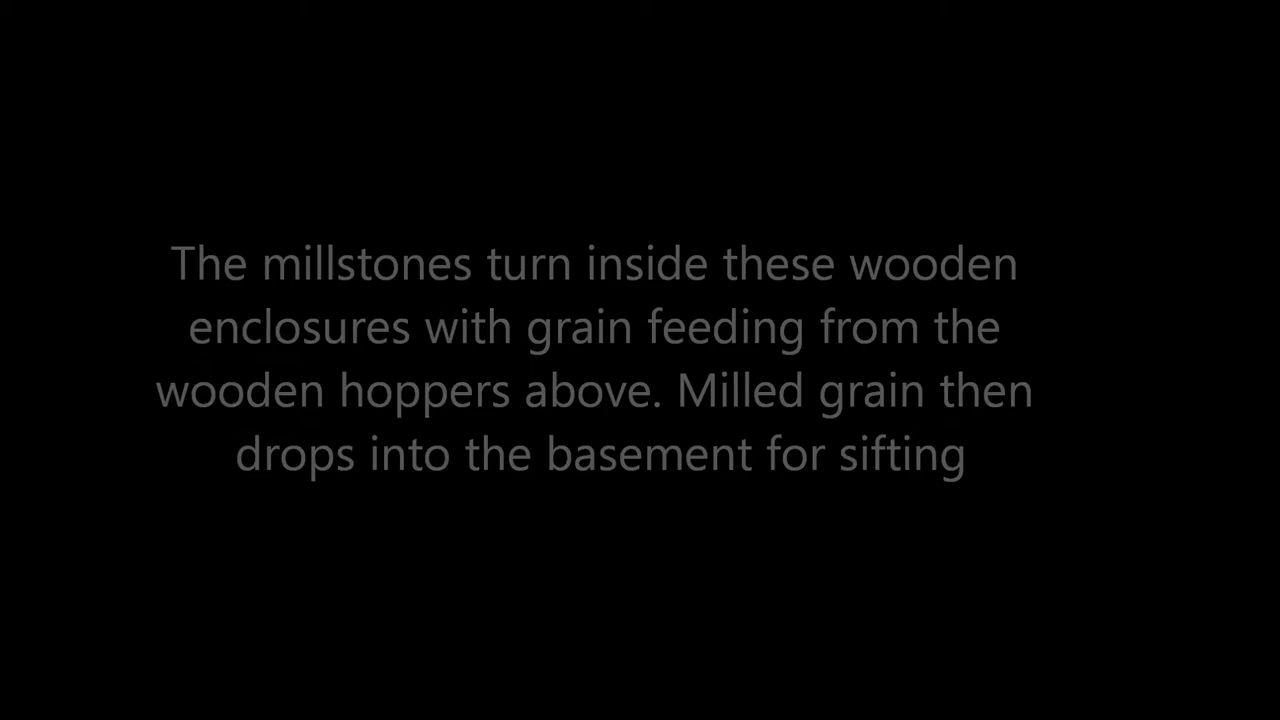 The millstones turn inside these wooden
enclosures with grain feeding from the
wooden hoppers above. Milled grain then
drops into the basement for sifting